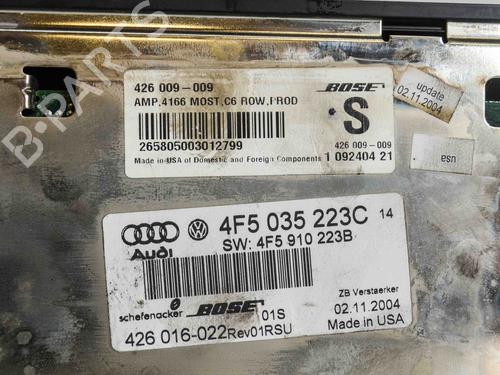 426 009-009
AMP,4166 MOST,C6 ROW,PROD
BOSE
S
265805003012799
426 009-009
Made in USA of Domestic and Foreign Components
1 092404 21
update
02.11.2004
usa
4F5 035 223C 14
Audi
SW: 4F5 910 223B
schefenacker
BOSE
01S
ZB Verstaerker
02.11.2004
426 016-022 Rev01RSU
Made in USA
B-Parts